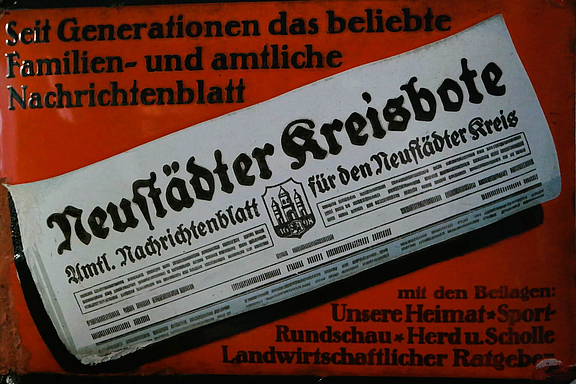 Seit Generationen das beliebte
Familien- und amtliche
Nachrichtenblatt
Neuſtädter Kreisbote
Amtl. Nachrichtenblatt für den Neuſtädter Kreis
mit den Beilagen:
Unsere Heimat * Sport-
Rundschau * Herd u. Scholle
Landwirtschaftlicher Ratgeber